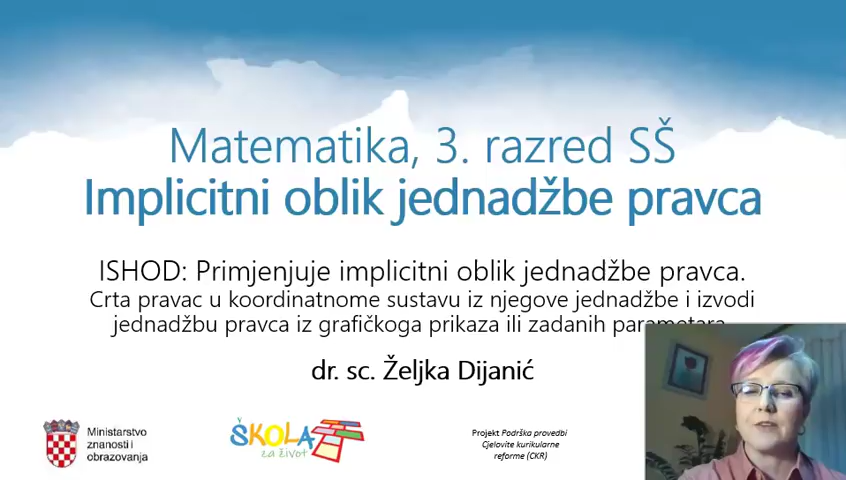 Matematika, 3. razred SŠ
Implicitni oblik jednadžbe pravca
ISHOD: Primjenjuje implicitni oblik jednadžbe pravca.
Crta pravac u koordinatnome sustavu iz njegove jednadžbe i izvodi
jednadžbu pravca iz grafičkoga prikaza ili zadanih parametara.
dr. sc. Željka Dijanić
Ministarstvo
znanosti i
obrazovanja
ŠKOLA
za život
Projekt Podrška provedbi
Cjelovite kurikularne
reforme (CKR)